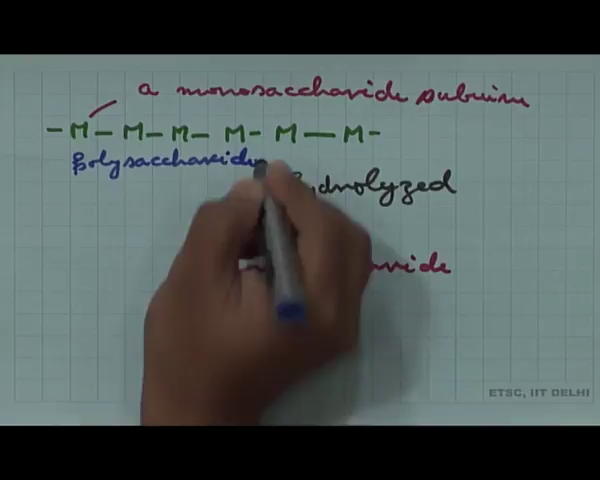 a monosaccharide subunit
-M-M-M-M-M-M-
polysaccharide
hydrolyzed
ETSC, IIT DELHI